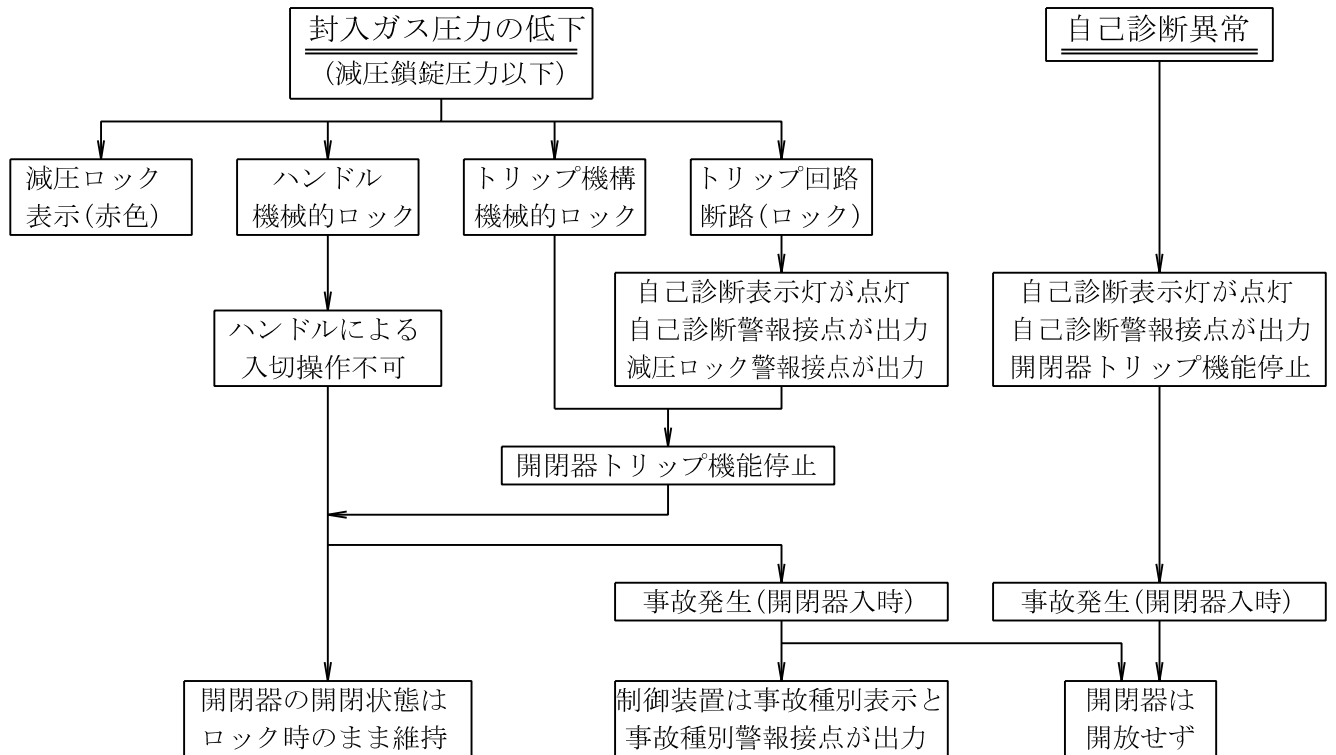 封入ガス圧力の低下
(減圧鎖錠圧力以下)
自己診断異常
減圧ロック
表示(赤色)
ハンドル
機械的ロック
トリップ機構
機械的ロック
トリップ回路
断路(ロック)
自己診断表示灯が点灯
自己診断警報接点が出力
減圧ロック警報接点が出力
自己診断表示灯が点灯
自己診断警報接点が出力
開閉器トリップ機能停止
ハンドルによる
入切操作不可
開閉器トリップ機能停止
事故発生(開閉器入時)
事故発生(開閉器入時)
開閉器の開閉状態は
ロック時のまま維持
制御装置は事故種別表示と
事故種別警報接点が出力
開閉器は
開放せず